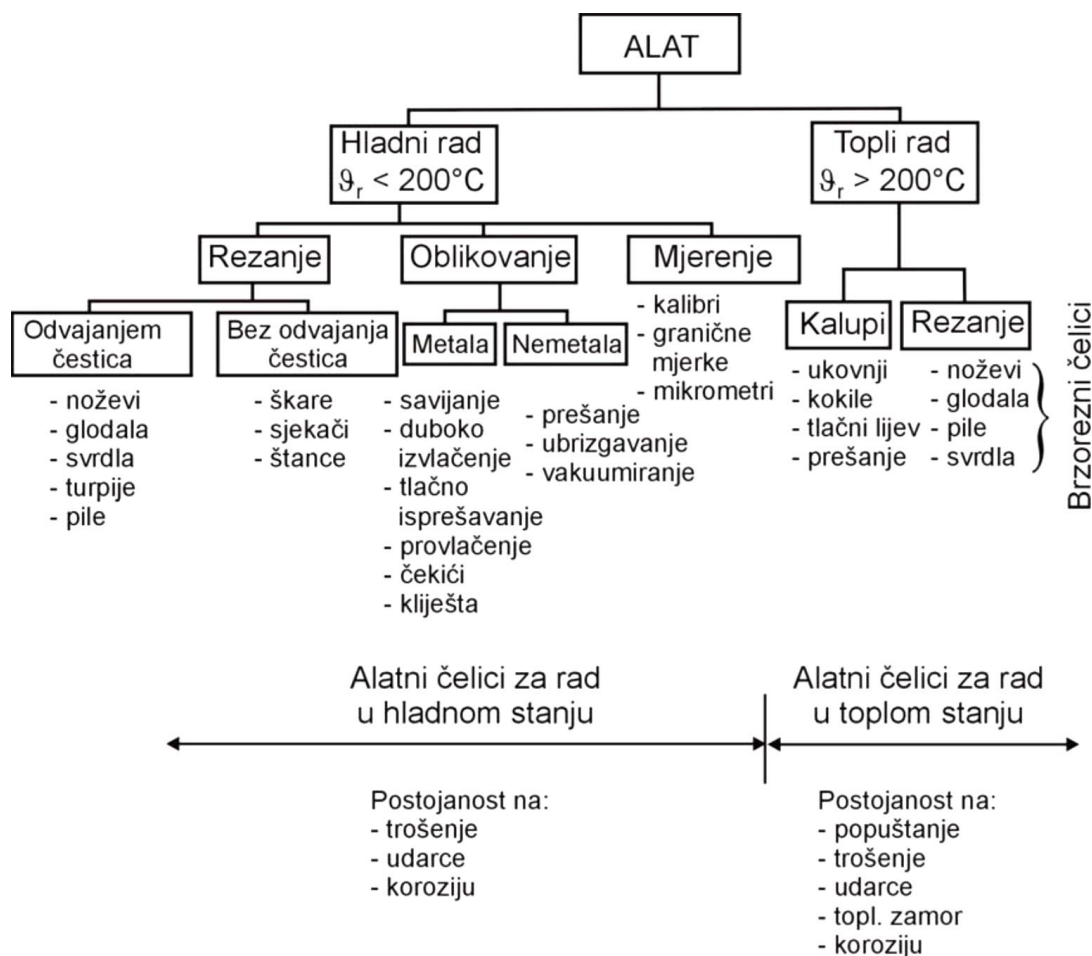 ALAT
Hladni rad
ϑr < 200°C
Topli rad
ϑr > 200°C
Rezanje
Oblikovanje
Mjerenje
Odvajanjem
čestica
- noževi
- glodala
- svrdla
- turpije
- pile
Bez odvajanja
čestica
- škare
- sjekači
- štance
Metala
- savijanje
- duboko
izvlačenje
- tlačno
isprešavanje
- provlačenje
- čekići
- kliješta
Nemetala
- prešanje
- ubrizgavanje
- vakuumiranje
- kalibri
- granične
mjerke
- mikrometri
Kalupi
- ukovnji
- kokile
- tlačni lijev
- prešanje
Rezanje
- noževi
- glodala
- pile
- svrdla
Brzorezni čelici
Alatni čelici za rad
u hladnom stanju
Alatni čelici za rad
u toplom stanju
Postojanost na:
- trošenje
- udarce
- koroziju
Postojanost na:
- popuštanje
- trošenje
- udarce
- topl. zamor
- koroziju